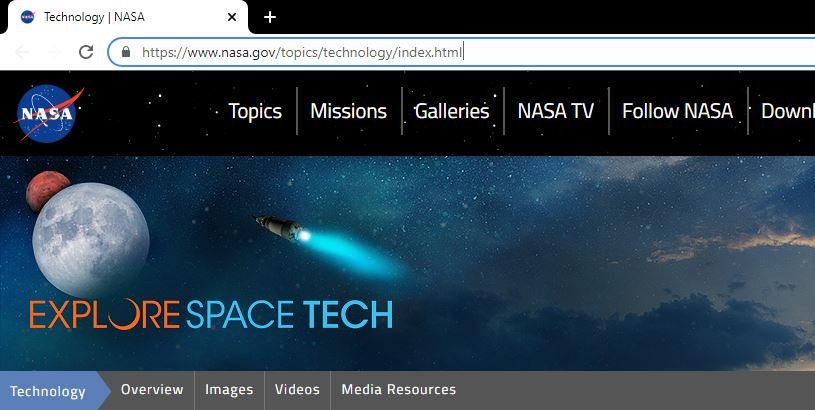 Technology | NASA
https://www.nasa.gov/topics/technology/index.html
NASA
Topics Missions Galleries NASA TV Follow NASA Downl
EXPLORE SPACE TECH
Technology Overview Images Videos Media Resources